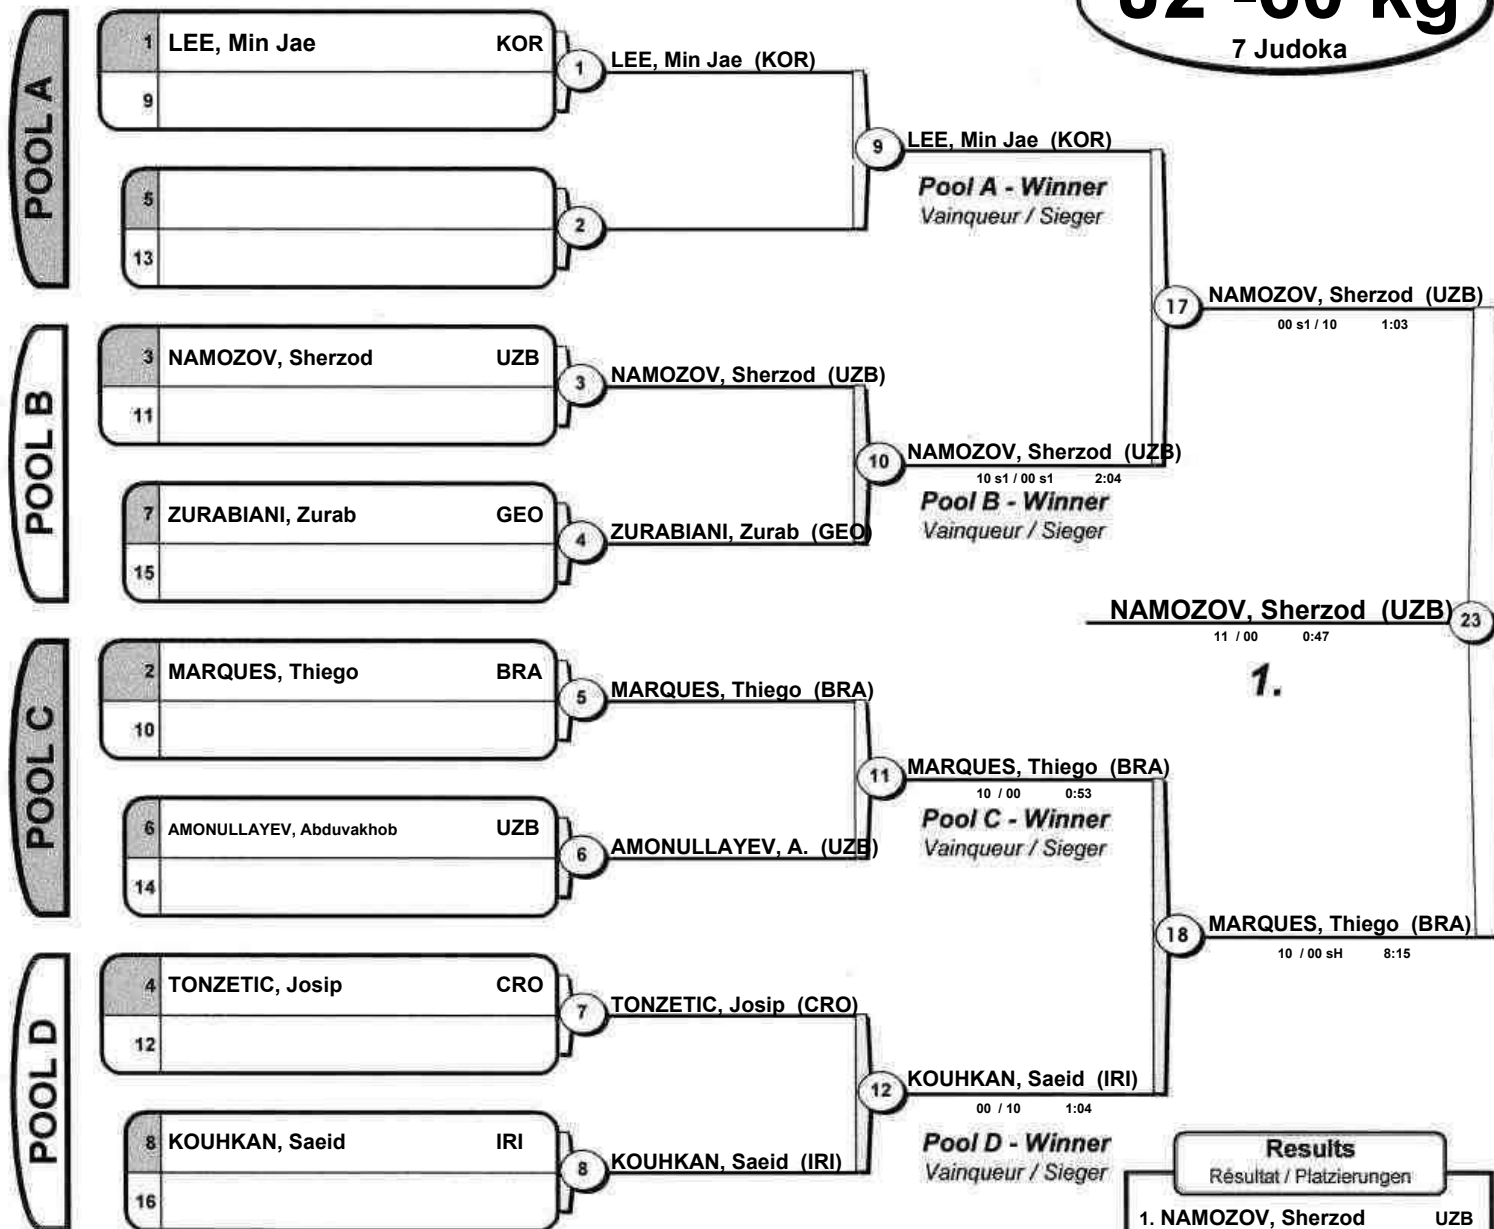 J2 -60 kg
7 Judoka
POOL A
1 LEE, Min Jae KOR
9
5
13
1 LEE, Min Jae (KOR)
2
9 LEE, Min Jae (KOR)
Pool A - Winner
Vainqueur / Sieger
POOL B
3 NAMOZOV, Sherzod UZB
11
7 ZURABIANI, Zurab GEO
15
3 NAMOZOV, Sherzod (UZB)
4 ZURABIANI, Zurab (GEO)
10 NAMOZOV, Sherzod (UZB)
10 s1 / 00 s1 2:04
Pool B - Winner
Vainqueur / Sieger
17 NAMOZOV, Sherzod (UZB)
00 s1 / 10 1:03
NAMOZOV, Sherzod (UZB) 23
11 / 00 0:47
1.
POOL C
2 MARQUES, Thiego BRA
10
6 AMONULLAYEV, Abduvakhob UZB
14
5 MARQUES, Thiego (BRA)
6 AMONULLAYEV, A. (UZB)
11 MARQUES, Thiego (BRA)
10 / 00 0:53
Pool C - Winner
Vainqueur / Sieger
POOL D
4 TONZETIC, Josip CRO
12
8 KOUHKAN, Saeid IRI
16
7 TONZETIC, Josip (CRO)
8 KOUHKAN, Saeid (IRI)
12 KOUHKAN, Saeid (IRI)
00 / 10 1:04
Pool D - Winner
Vainqueur / Sieger
18 MARQUES, Thiego (BRA)
10 / 00 sH 8:15
Results
Résultat / Platzierungen
1. NAMOZOV, Sherzod UZB